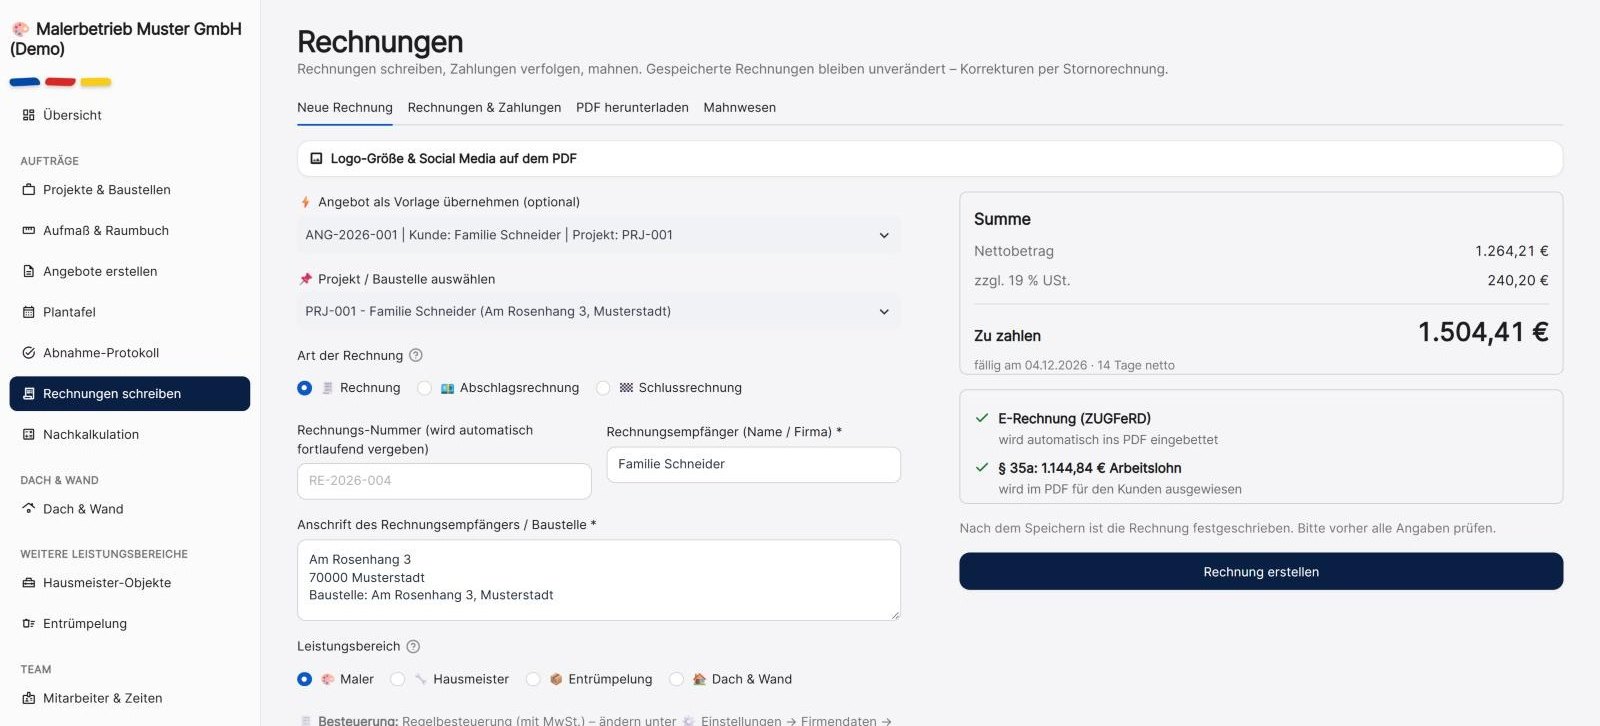 Malerbetrieb Muster GmbH
(Demo)
Übersicht
AUFTRÄGE
Projekte & Baustellen
Aufmaß & Raumbuch
Angebote erstellen
Plantafel
Abnahme-Protokoll
Rechnungen schreiben
Nachkalkulation
DACH & WAND
Dach & Wand
WEITERE LEISTUNGSBEREICHE
Hausmeister-Objekte
Entrümpelung
TEAM
Mitarbeiter & Zeiten
Rechnungen
Rechnungen schreiben, Zahlungen verfolgen, mahnen. Gespeicherte Rechnungen bleiben unverändert – Korrekturen per Stornorechnung.
Neue Rechnung Rechnungen & Zahlungen PDF herunterladen Mahnwesen
Logo-Größe & Social Media auf dem PDF
Angebot als Vorlage übernehmen (optional)
ANG-2026-001 | Kunde: Familie Schneider | Projekt: PRJ-001
Projekt / Baustelle auswählen
PRJ-001 - Familie Schneider (Am Rosenhang 3, Musterstadt)
Art der Rechnung
Rechnung Abschlagsrechnung Schlussrechnung
Rechnungs-Nummer (wird automatisch
fortlaufend vergeben)
RE-2026-004
Rechnungsempfänger (Name / Firma) *
Familie Schneider
Anschrift des Rechnungsempfängers / Baustelle *
Am Rosenhang 3
70000 Musterstadt
Baustelle: Am Rosenhang 3, Musterstadt
Leistungsbereich
Maler Hausmeister Entrümpelung Dach & Wand
Besteuerung: Regelbesteuerung (mit MwSt.) – ändern unter Einstellungen → Firmendaten →
Summe
Nettobetrag 1.264,21 €
zzgl. 19 % USt. 240,20 €
Zu zahlen 1.504,41 €
fällig am 04.12.2026 · 14 Tage netto
E-Rechnung (ZUGFeRD)
wird automatisch ins PDF eingebettet
§ 35a: 1.144,84 € Arbeitslohn
wird im PDF für den Kunden ausgewiesen
Nach dem Speichern ist die Rechnung festgeschrieben. Bitte vorher alle Angaben prüfen.
Rechnung erstellen